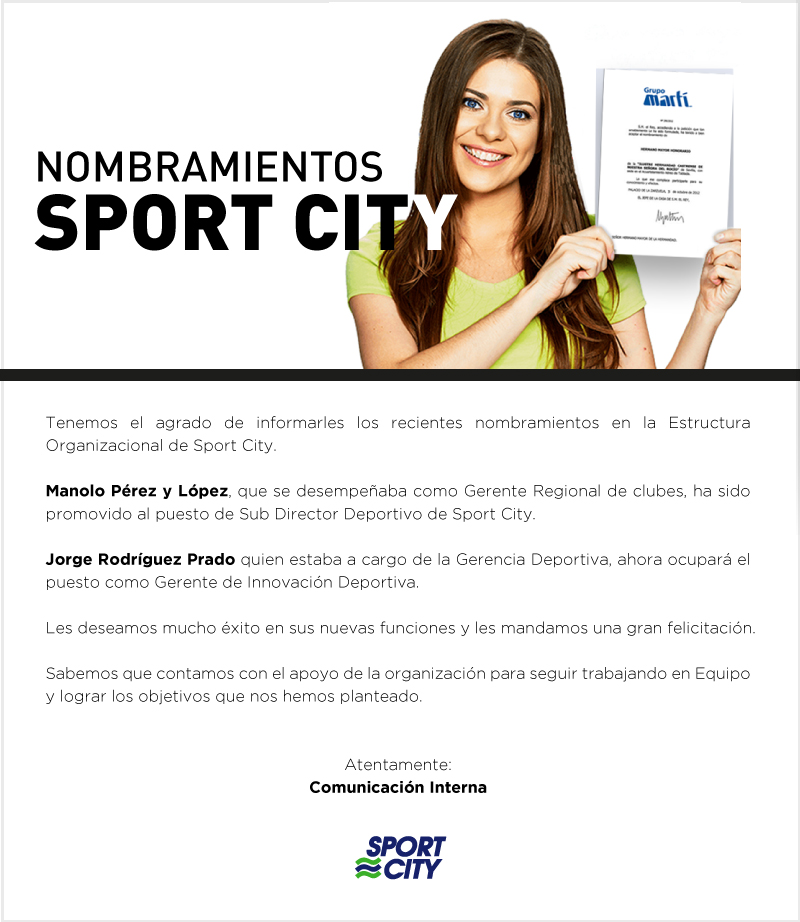 NOMBRAMIENTOS
SPORT CITY
Grupo
martí
HERMANO MAYOR HONORARIO
Tenemos el agrado de informarles los recientes nombramientos en la Estructura
Organizacional de Sport City.
Manolo Pérez y López, que se desempeñaba como Gerente Regional de clubes, ha sido
promovido al puesto de Sub Director Deportivo de Sport City.
Jorge Rodríguez Prado quien estaba a cargo de la Gerencia Deportiva, ahora ocupará el
puesto como Gerente de Innovación Deportiva.
Les deseamos mucho éxito en sus nuevas funciones y les mandamos una gran felicitación.
Sabemos que contamos con el apoyo de la organización para seguir trabajando en Equipo
y lograr los objetivos que nos hemos planteado.
Atentamente:
Comunicación Interna
SPORT
CITY